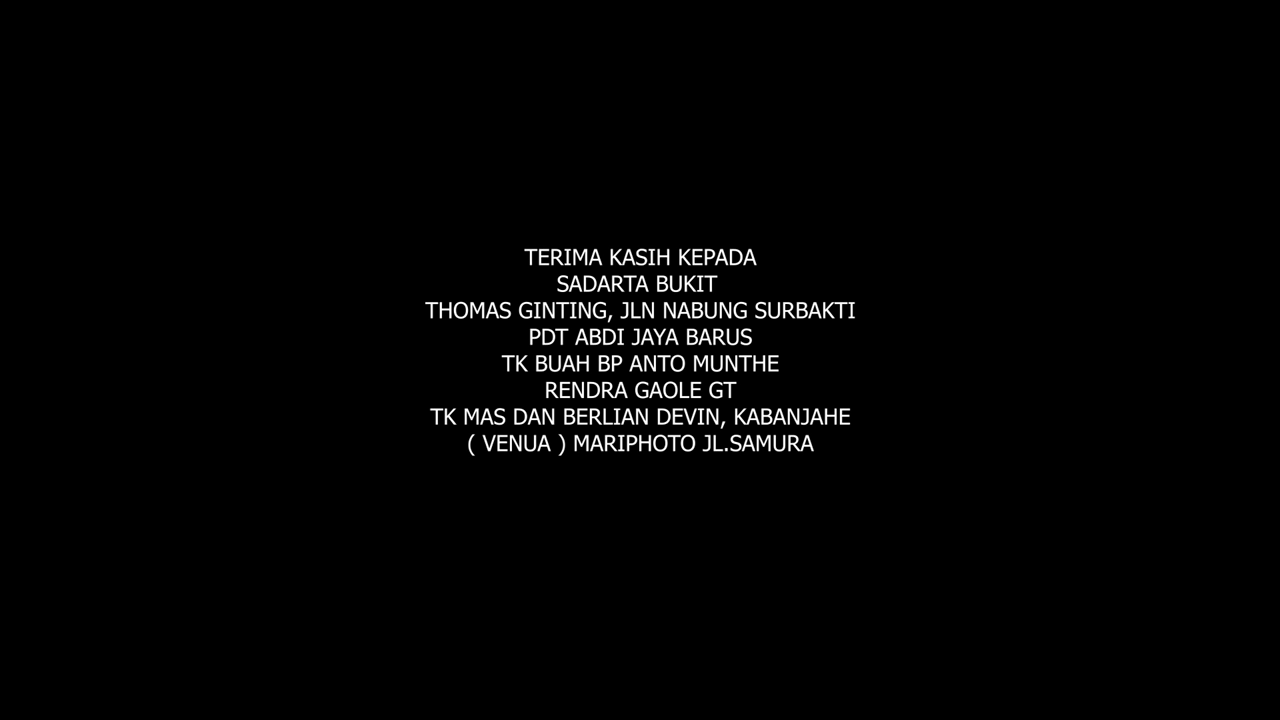 TERIMA KASIH KEPADA
SADARTA BUKIT
THOMAS GINTING, JLN NABUNG SURBAKTI
PDT ABDI JAYA BARUS
TK BUAH BP ANTO MUNTHE
RENDRA GAOLE GT
TK MAS DAN BERLIAN DEVIN, KABANJAHE
( VENUA ) MARIPHOTO JL.SAMURA